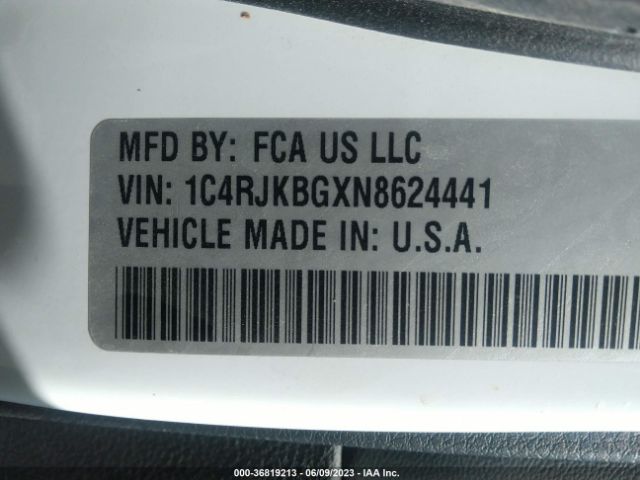 MFD BY: FCA US LLC
VIN: 1C4RJKBGXN8624441
VEHICLE MADE IN: U.S.A.
000-36819213 - 06/09/2023 - IAA Inc.